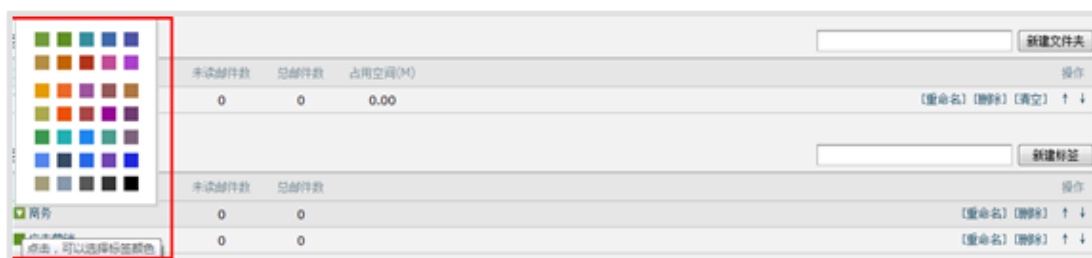 新建文件夹
未读邮件数 总邮件数 占用空间(M) 操作
0 0 0.00 [重命名] [删除] [清空] ↑ ↓
新建标签
未读邮件数 总邮件数 操作
商务 0 0 [重命名] [删除] ↑ ↓
0 0 [重命名] [删除] ↑ ↓
点击，可以选择标签颜色